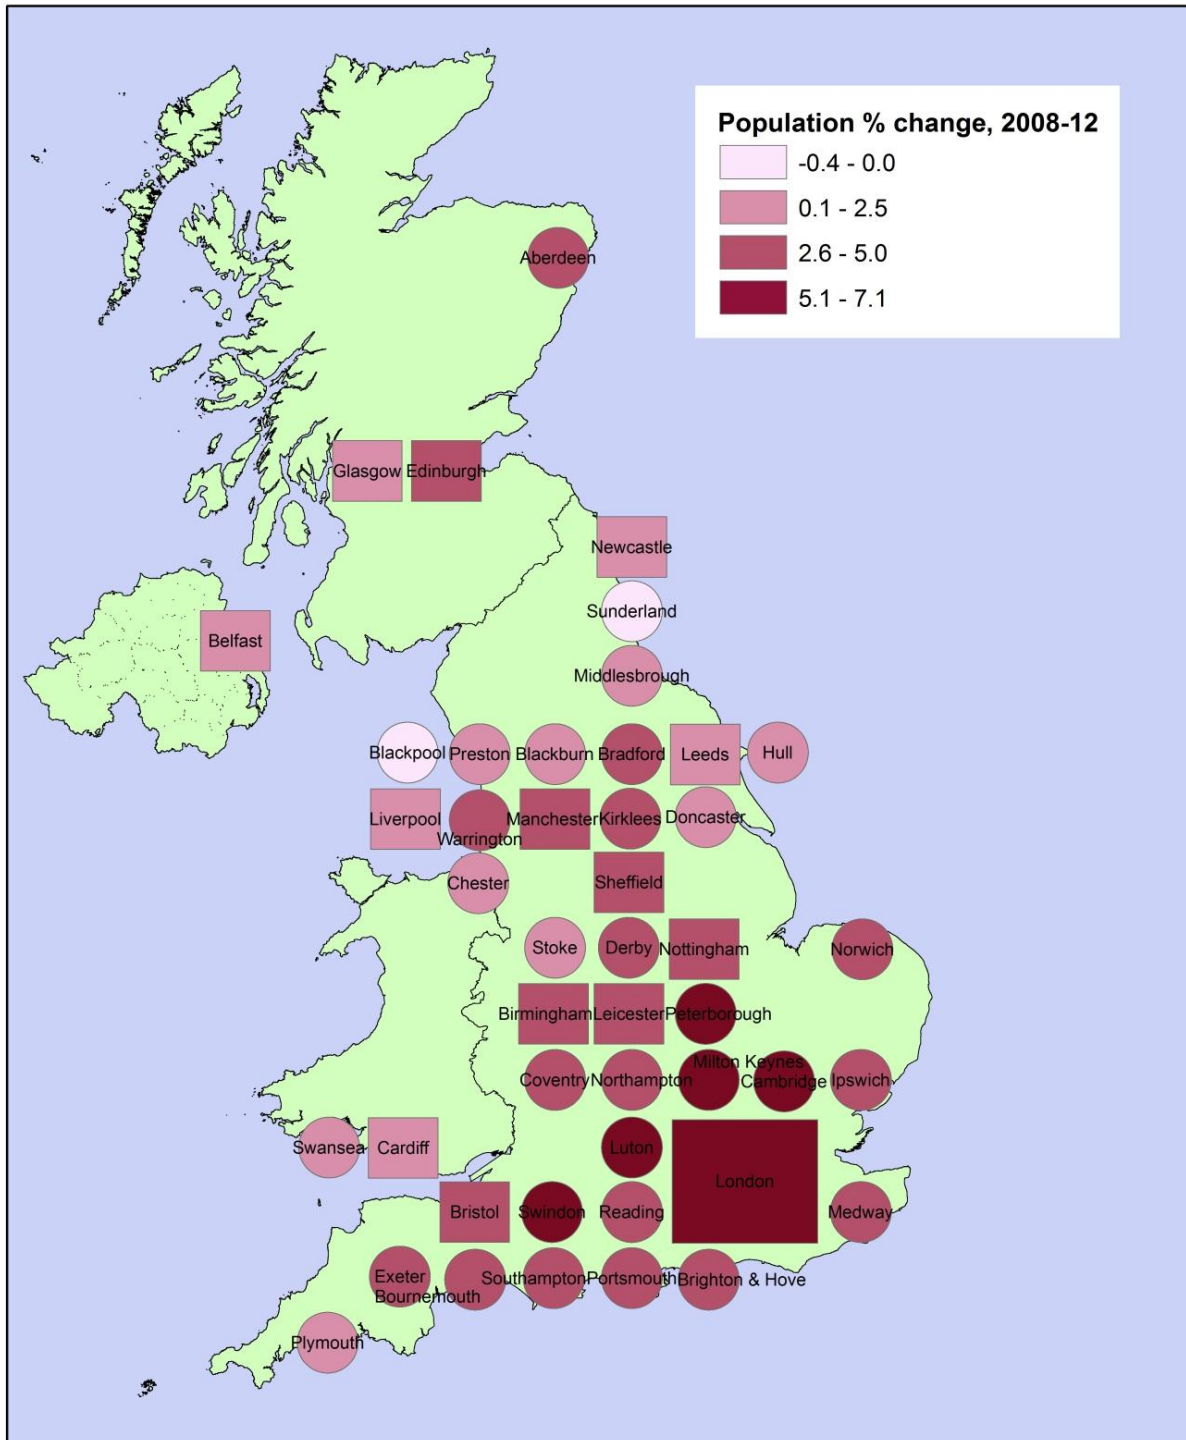 Population % change, 2008-12
-0.4 - 0.0
0.1 - 2.5
2.6 - 5.0
5.1 - 7.1
Aberdeen
Glasgow
Edinburgh
Newcastle
Sunderland
Belfast
Middlesbrough
Blackpool
Preston
Blackburn
Bradford
Leeds
Hull
Liverpool
Warrington
Manchester
Kirklees
Doncaster
Chester
Sheffield
Stoke
Derby
Nottingham
Norwich
Birmingham
Leicester
Peterborough
Coventry
Northampton
Milton Keynes
Cambridge
Ipswich
Swansea
Cardiff
Luton
London
Bristol
Swindon
Reading
Medway
Exeter
Bournemouth
Southampton
Portsmouth
Brighton & Hove
Plymouth